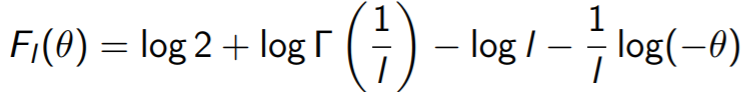 F_l(θ) = log 2 + log Γ (1/l) − log l − 1/l log(−θ)